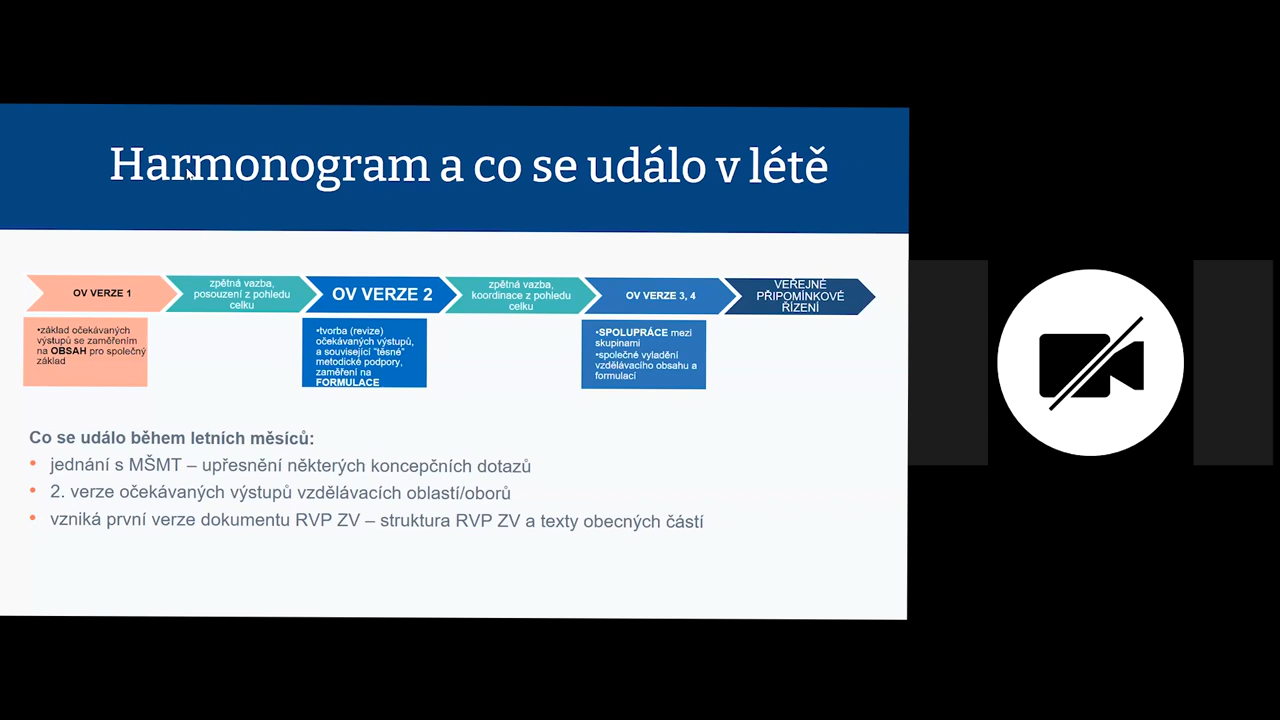 Harmonogram a co se událo v létě
OV VERZE 1
zpětná vazba,
posouzení z pohledu
celku
OV VERZE 2
zpětná vazba,
koordinace z pohledu
celku
OV VERZE 3, 4
VEŘEJNÉ
PŘIPOMÍNKOVÉ
ŘÍZENÍ
•základ očekávaných
výstupů se zaměřením
na OBSAH pro společný
základ
•tvorba (revize)
očekávaných výstupů,
a související "těsné"
metodické podpory,
zaměření na
FORMULACE
•SPOLUPRÁCE mezi
skupinami
•společné vyladění
vzdělávacího obsahu a
formulací
Co se událo během letních měsíců:
• jednání s MŠMT – upřesnění některých koncepčních dotazů
• 2. verze očekávaných výstupů vzdělávacích oblastí/oborů
• vzniká první verze dokumentu RVP ZV – struktura RVP ZV a texty obecných částí